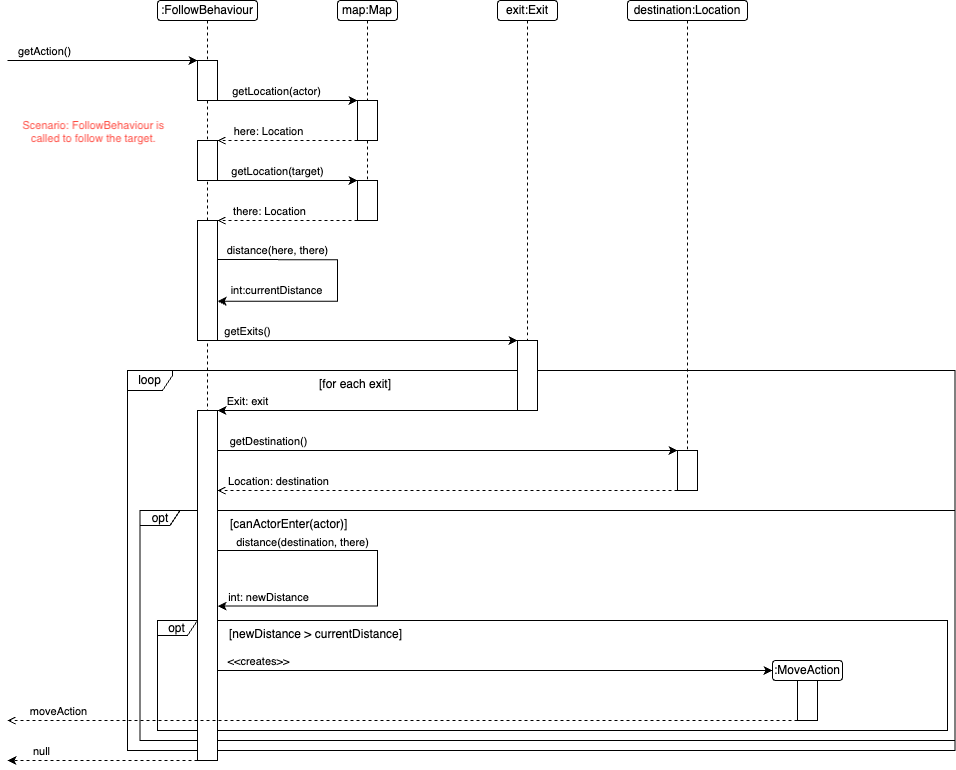 :FollowBehaviour
map:Map
exit:Exit
destination:Location
getAction()
getLocation(actor)
Scenario: FollowBehaviour is
called to follow the target.
here: Location
getLocation(target)
there: Location
distance(here, there)
int:currentDistance
getExits()
loop
[for each exit]
Exit: exit
getDestination()
Location: destination
opt
[canActorEnter(actor)]
distance(destination, there)
int: newDistance
opt
[newDistance > currentDistance]
<<creates>>
:MoveAction
moveAction
null